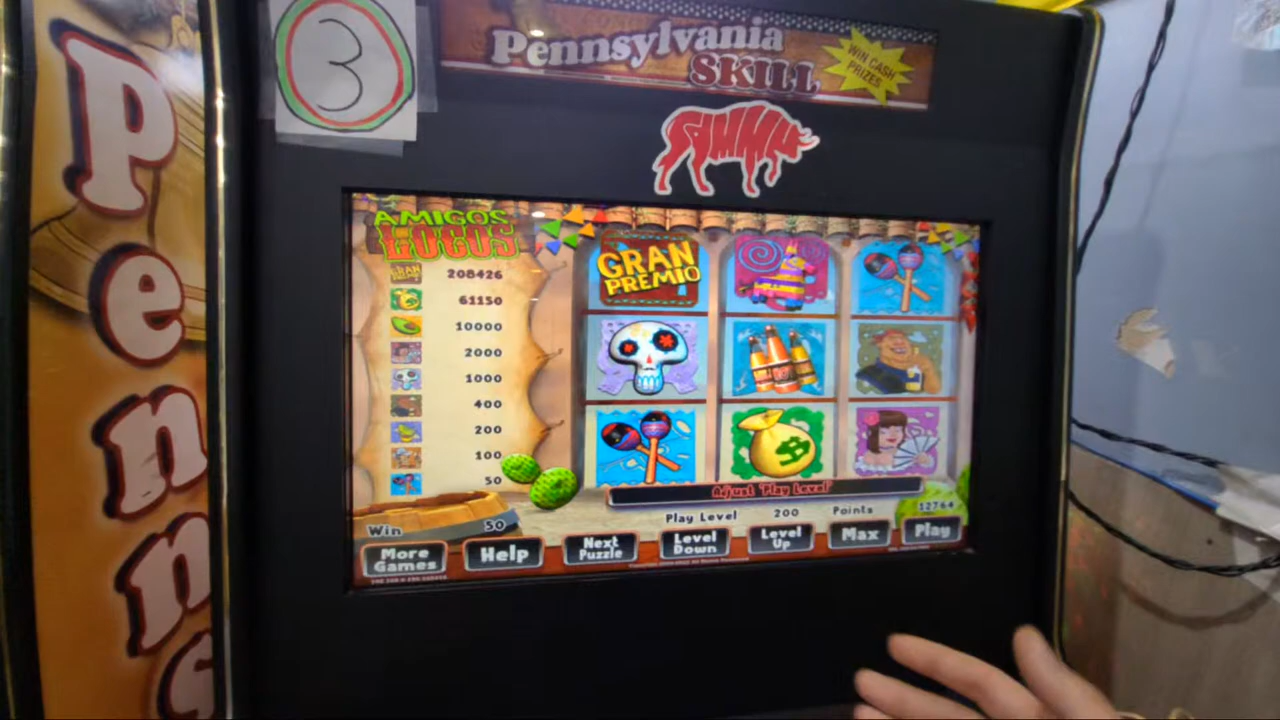 3
Pennsylvania
SKILL
WIN CASH
PRIZES
Penns
AMIGOS
LOCOS
208426
61150
10000
2000
1000
400
200
100
50
GRAN
PREMIO
Adjust 'Play Level'
Win 50
Play Level 200 Points 12764
More
Games
Help
Next
Puzzle
Level
Down
Level
Up
Max
Play